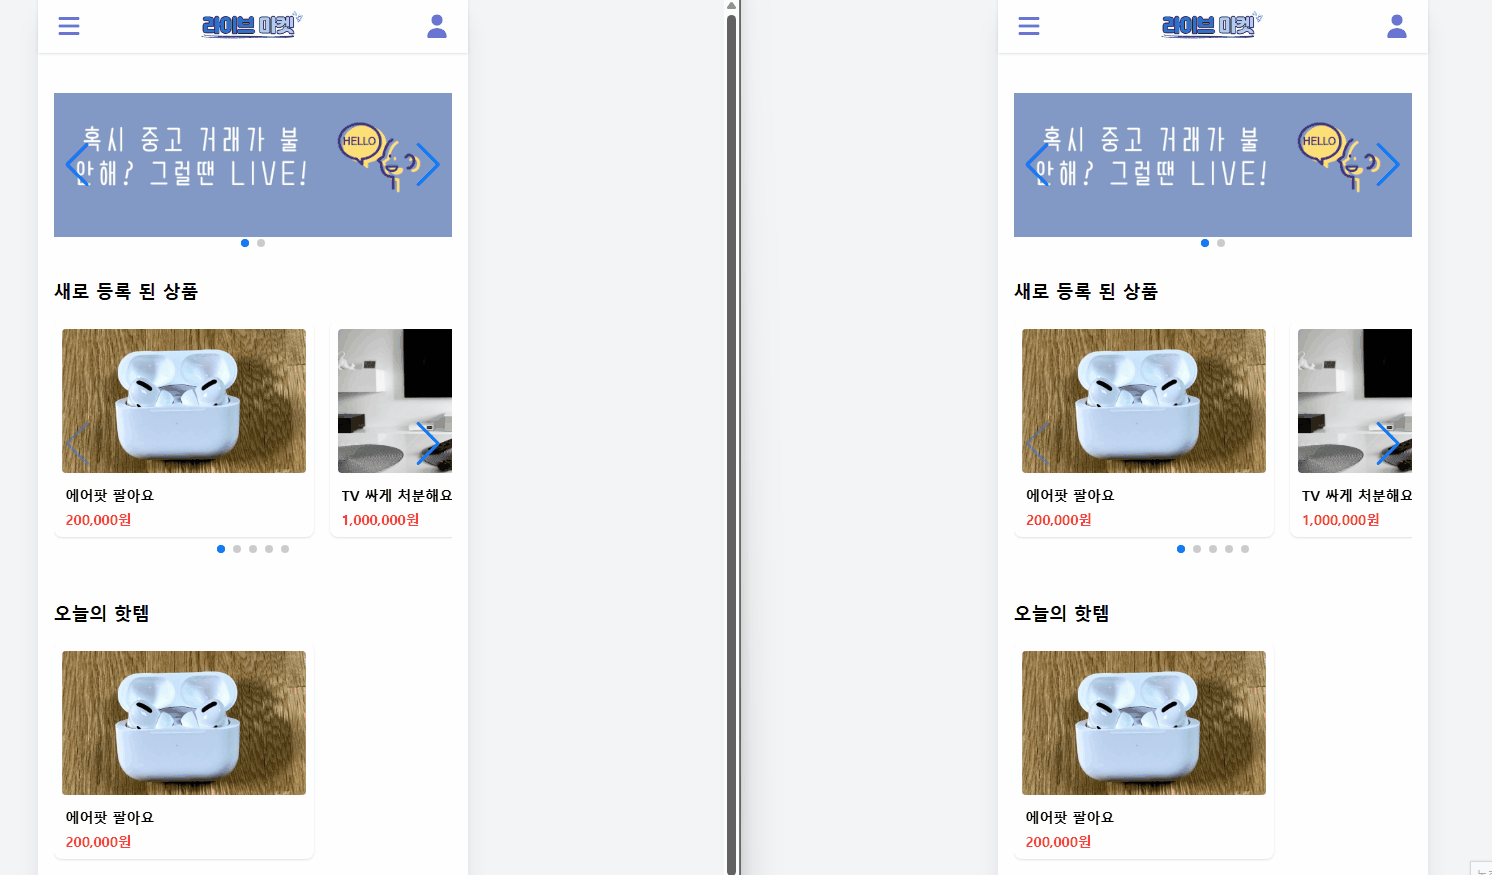 라이브 마켓
혹시 중고 거래가 불
안해? 그럴땐 LIVE!
HELLO
새로 등록 된 상품
에어팟 팔아요
200,000원
TV 싸게 처분해요
1,000,000원
오늘의 핫템
에어팟 팔아요
200,000원
라이브 마켓
혹시 중고 거래가 불
안해? 그럴땐 LIVE!
HELLO
새로 등록 된 상품
에어팟 팔아요
200,000원
TV 싸게 처분해요
1,000,000원
오늘의 핫템
에어팟 팔아요
200,000원